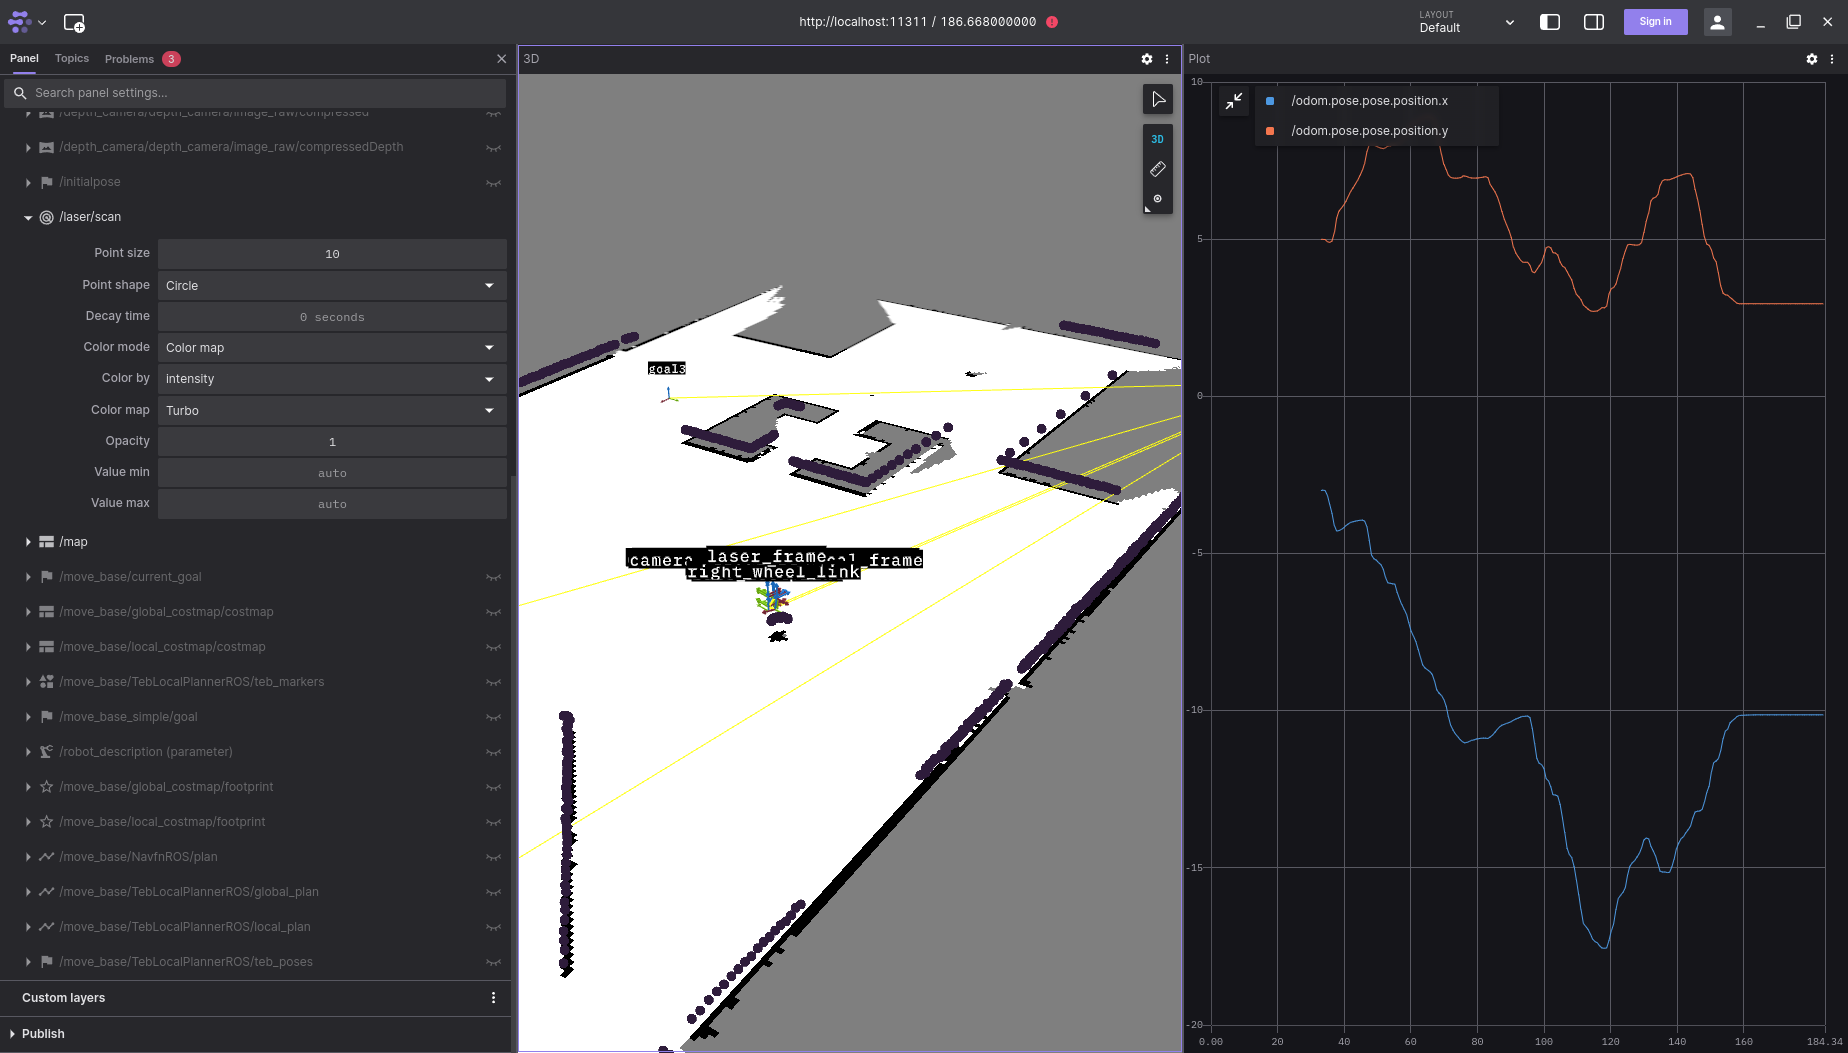 http://localhost:11311 / 186.668000000
LAYOUT
Default
Sign in
Panel
Topics
Problems
3
Search panel settings...
/depth_camera/depth_camera/image_raw/compressed
/depth_camera/depth_camera/image_raw/compressedDepth
/initialpose
/laser/scan
Point size
10
Point shape
Circle
Decay time
0 seconds
Color mode
Color map
Color by
intensity
Color map
Turbo
Opacity
1
Value min
auto
Value max
auto
/map
/move_base/current_goal
/move_base/global_costmap/costmap
/move_base/local_costmap/costmap
/move_base/TebLocalPlannerROS/teb_markers
/move_base_simple/goal
/robot_description (parameter)
/move_base/global_costmap/footprint
/move_base/local_costmap/footprint
/move_base/NavfnROS/plan
/move_base/TebLocalPlannerROS/global_plan
/move_base/TebLocalPlannerROS/local_plan
/move_base/TebLocalPlannerROS/teb_poses
Custom layers
Publish
3D
3D
goal3
laser_frame
camera
frame
right_wheel_link
Plot
/odom.pose.pose.position.x
/odom.pose.pose.position.y
10
5
0
-5
-10
-15
-20
0.00
20
40
60
80
100
120
140
160
184.34